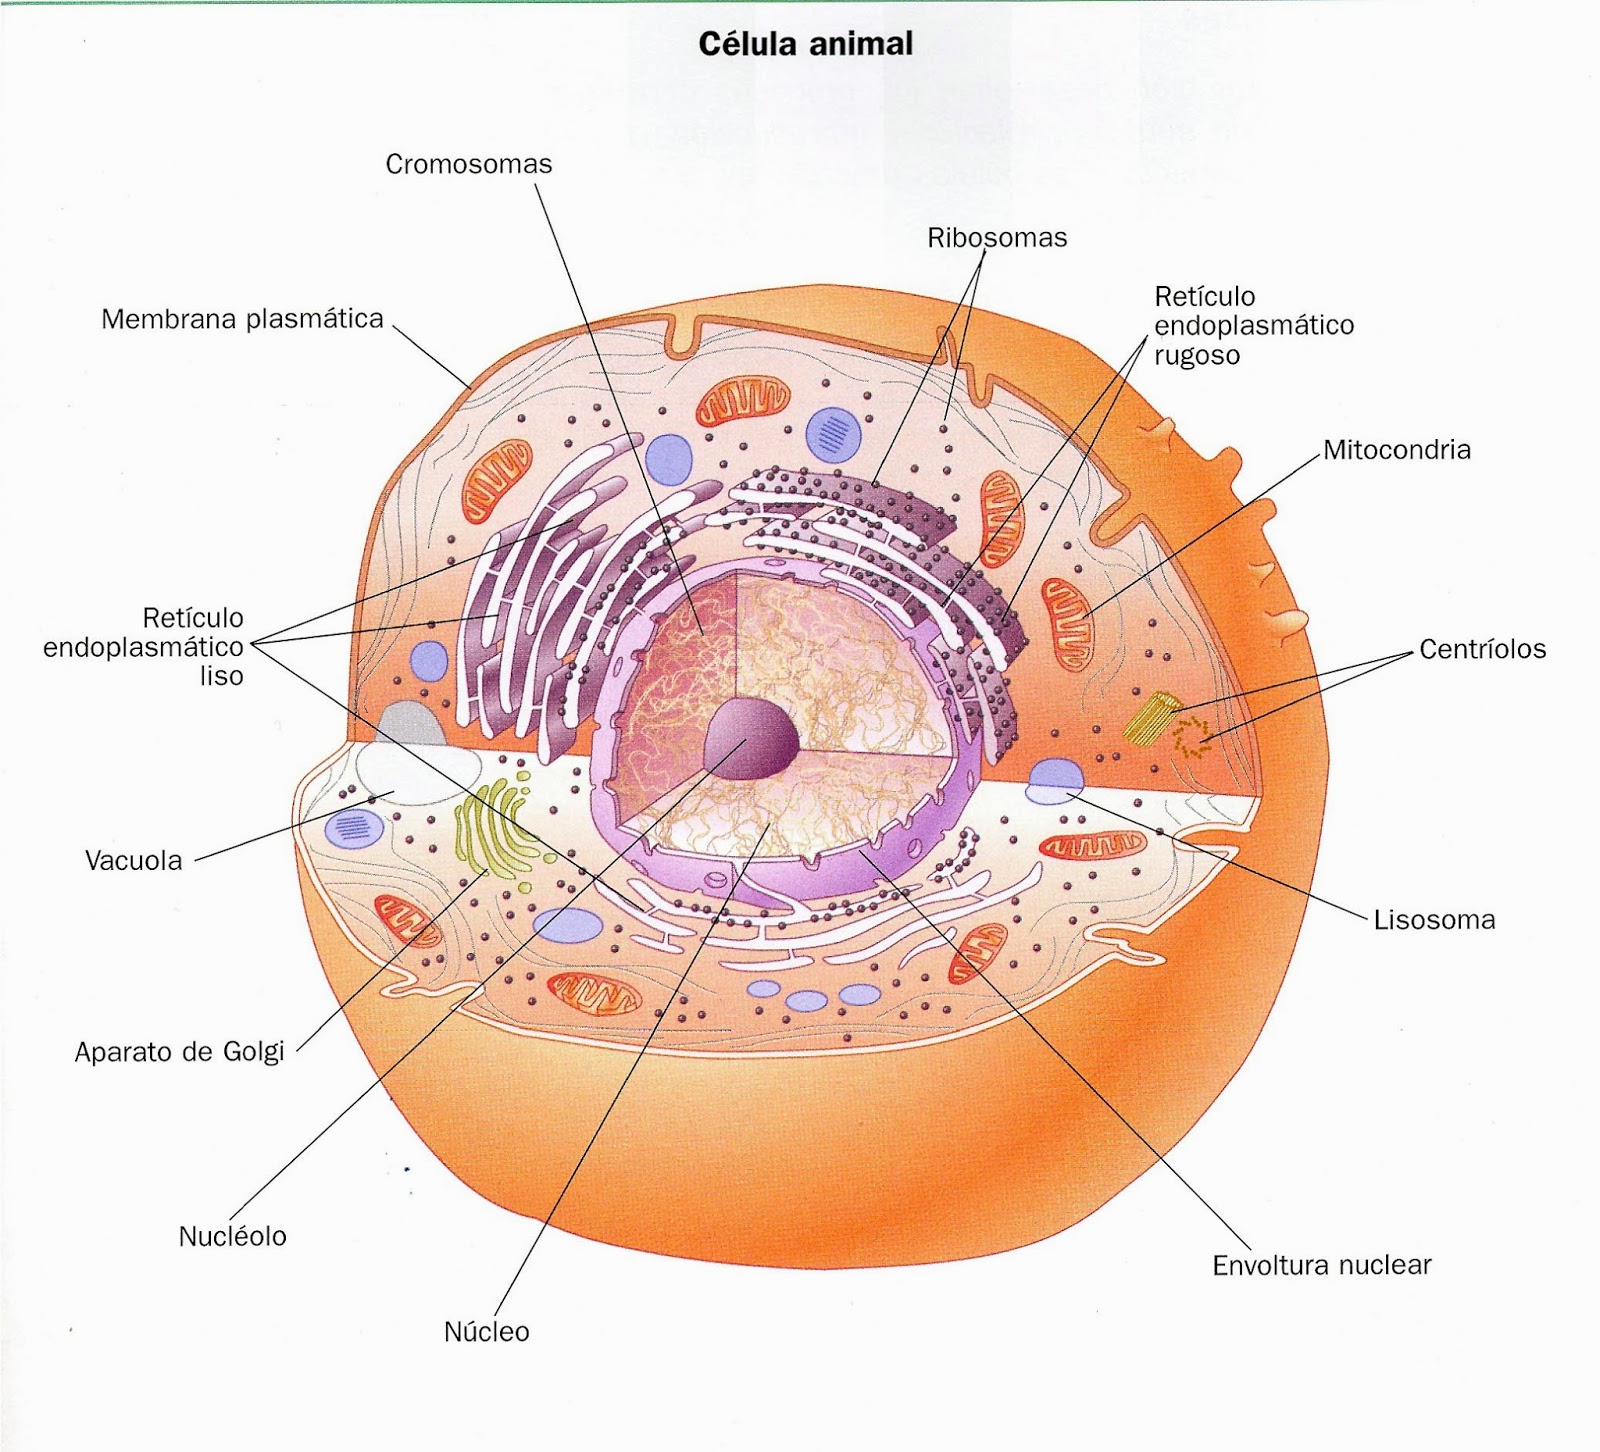 Célula animal
Cromosomas
Ribosomas
Retículo
endoplasmático
rugoso
Membrana plasmática
Mitocondria
Retículo
endoplasmático
liso
Centríolos
Vacuola
Lisosoma
Aparato de Golgi
Nucléolo
Envoltura nuclear
Núcleo